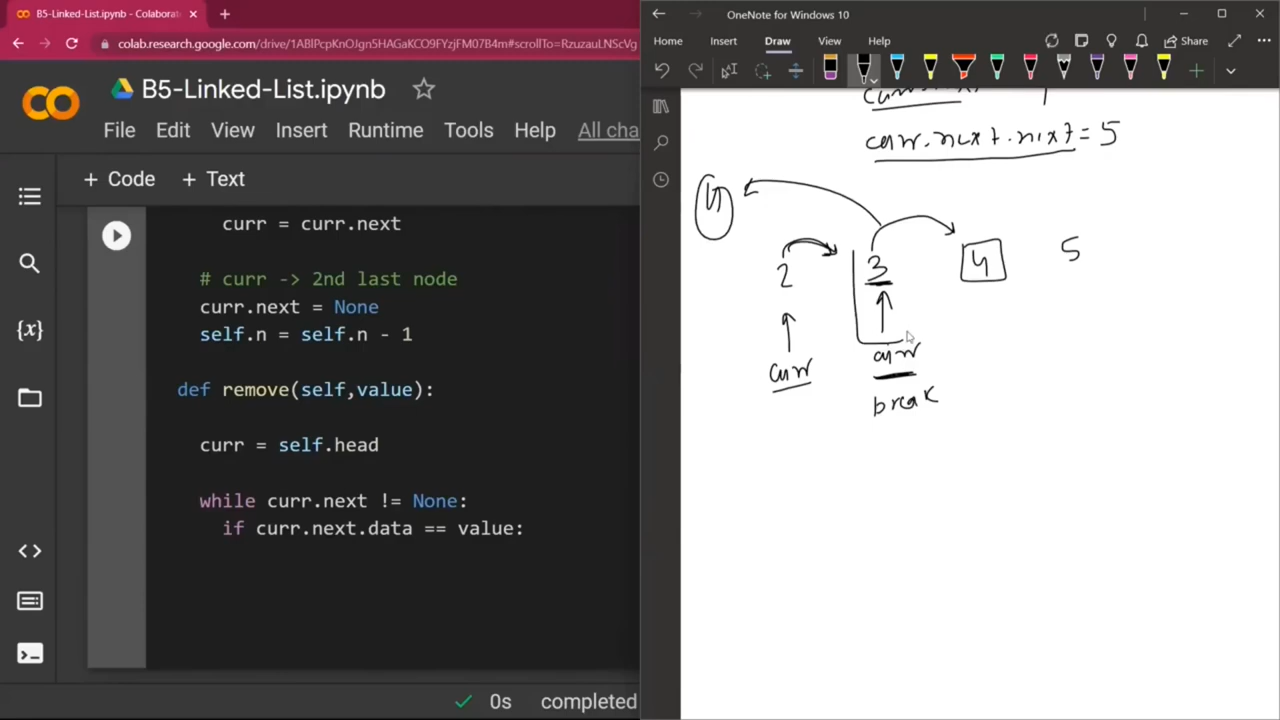 B5-Linked-List.ipynb - Colaborat
colab.research.google.com/drive/1ABlPcpKnOJgn5HAGaKCO9FYzjFM07B4m#scrollTo=RzuzauLNScVg
B5-Linked-List.ipynb
File Edit View Insert Runtime Tools Help All cha
+ Code + Text
curr = curr.next
# curr -> 2nd last node
curr.next = None
self.n = self.n - 1
def remove(self,value):
curr = self.head
while curr.next != None:
if curr.next.data == value:
0s completed
OneNote for Windows 10
Home Insert Draw View Help Share
curr.next.next = 5
2 3 4 5
curr curr
break